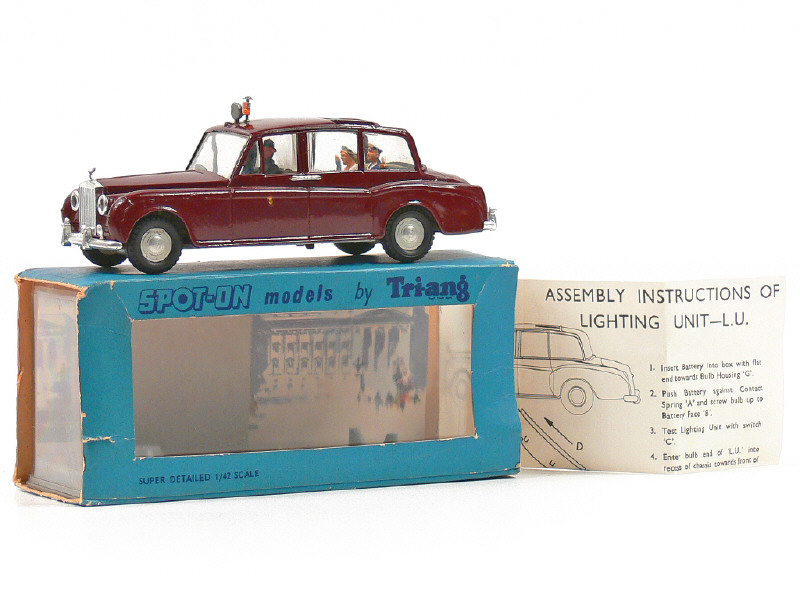 SPOT-ON models by Tri-ang
SUPER DETAILED 1/42 SCALE
ASSEMBLY INSTRUCTIONS OF
LIGHTING UNIT—L.U.
1. Insert Battery into box with flat
end towards Bulb Housing 'G'.
2. Push Battery against Contact
Spring 'A' and screw bulb up to
Battery Face 'B'.
3. Test Lighting Unit with switch
'C'.
4. Enter bulb end of 'L.U.' into
recess of chassis towards front of
C
D
E